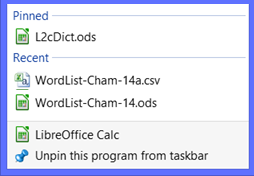 Pinned
L2cDict.ods
Recent
WordList-Cham-14a.csv
WordList-Cham-14.ods
LibreOffice Calc
Unpin this program from taskbar